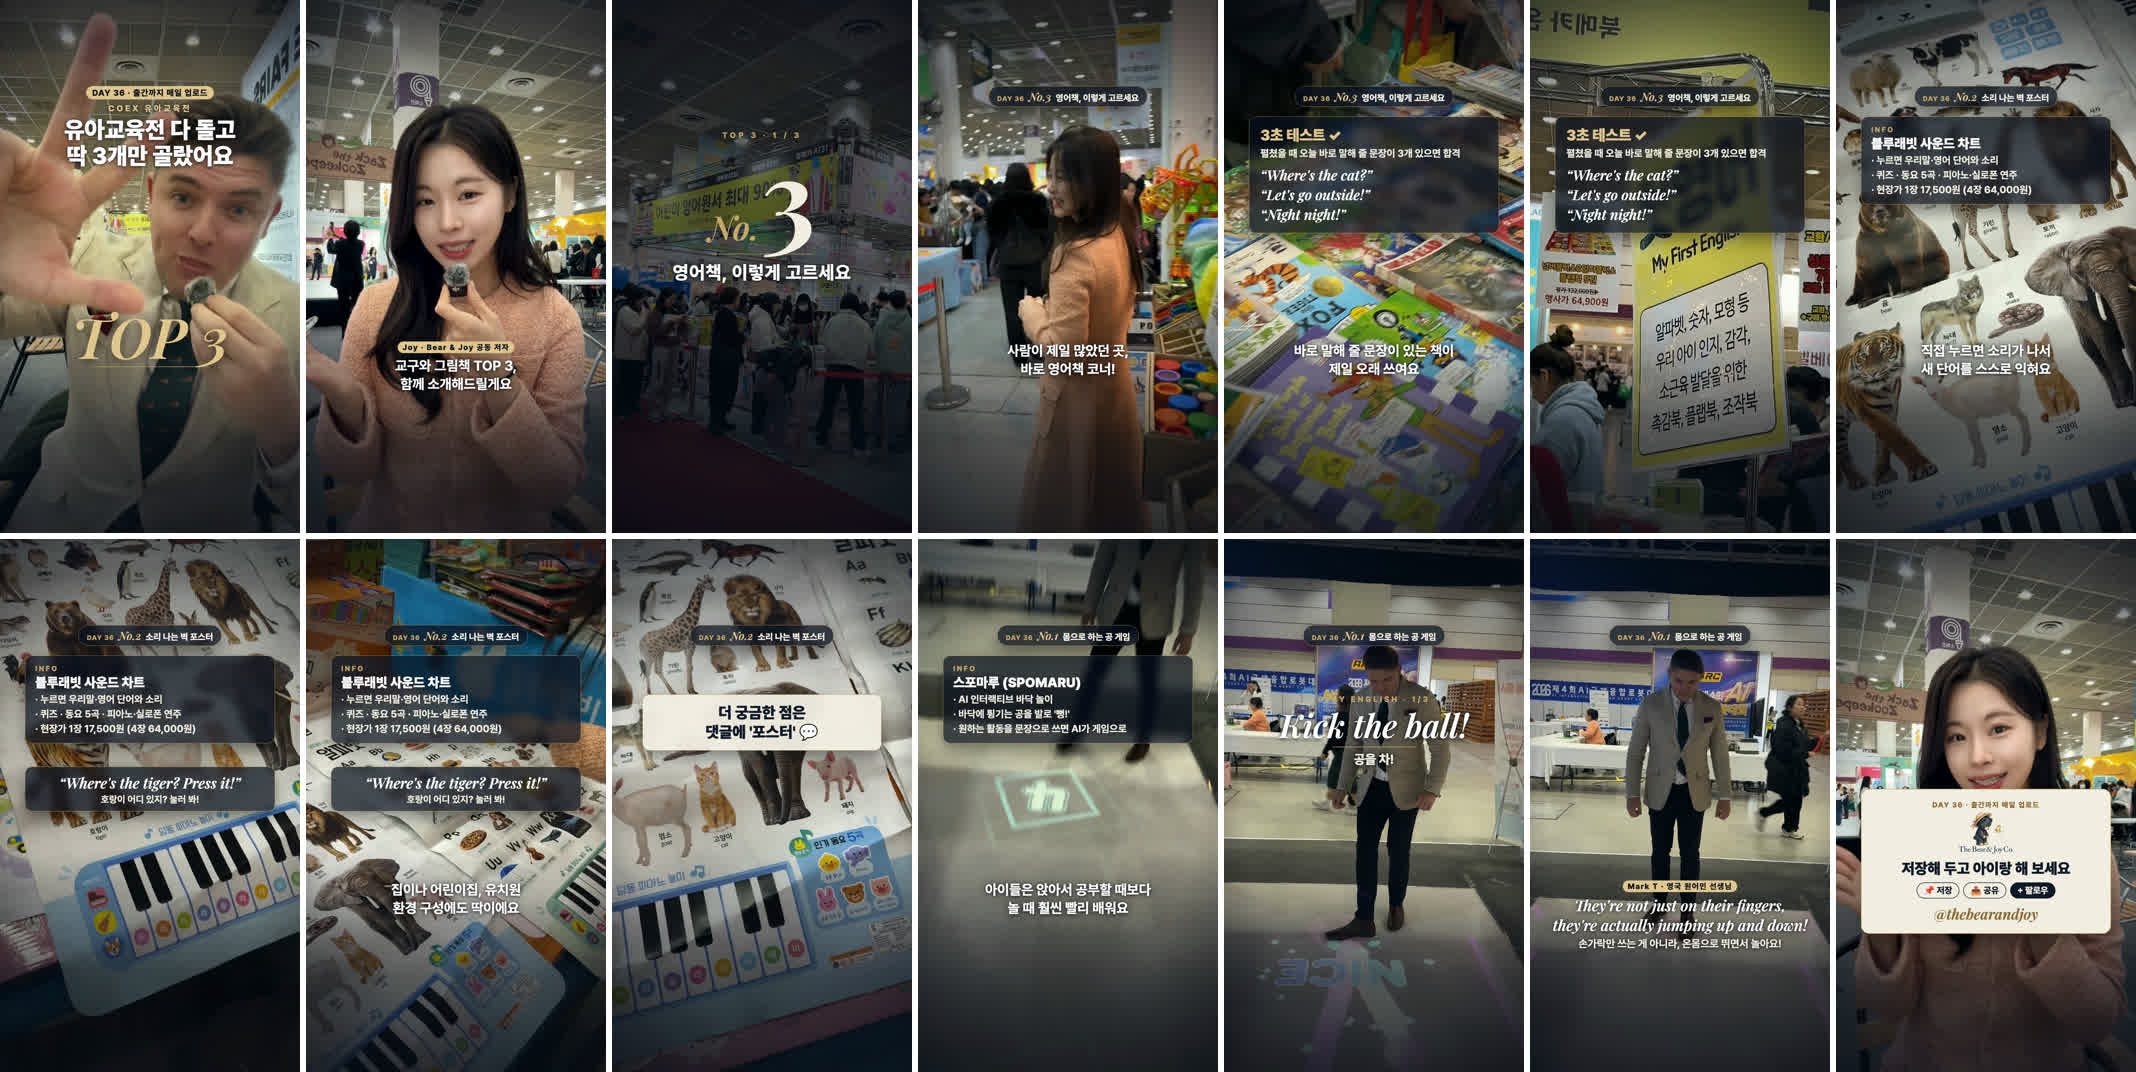 DAY 36 · 출간까지 매일 업로드
COEX 유아교육전
유아교육전 다 돌고
딱 3개만 골랐어요
TOP 3
Joy · Bear & Joy 공동 저자
교구와 그림책 TOP 3,
함께 소개해드릴게요
TOP 3 · 1 / 3
No. 3
영어책, 이렇게 고르세요
DAY 36 No.3 영어책, 이렇게 고르세요
사람이 제일 많았던 곳,
바로 영어책 코너!
DAY 36 No.3 영어책, 이렇게 고르세요
3초 테스트 ✓
펼쳤을 때 오늘 바로 말해 줄 문장이 3개 있으면 합격
“Where's the cat?”
“Let's go outside!”
“Night night!”
FOX
바로 말해 줄 문장이 있는 책이
제일 오래 쓰여요
DAY 36 No.3 영어책, 이렇게 고르세요
3초 테스트 ✓
펼쳤을 때 오늘 바로 말해 줄 문장이 3개 있으면 합격
“Where's the cat?”
“Let's go outside!”
“Night night!”
My First English
행사가 64,900원
알파벳, 숫자, 모형 등
우리 아이 인지, 감각,
소근육 발달을 위한
촉감북, 플랩북, 조작북
DAY 36 No.2 소리 나는 벽 포스터
INFO
블루래빗 사운드 차트
· 누르면 우리말·영어 단어와 소리
· 퀴즈 · 동요 5곡 · 피아노·실로폰 연주
· 현장가 1장 17,500원 (4장 64,000원)
직접 누르면 소리가 나서
새 단어를 스스로 익혀요
DAY 36 No.2 소리 나는 벽 포스터
INFO
블루래빗 사운드 차트
· 누르면 우리말·영어 단어와 소리
· 퀴즈 · 동요 5곡 · 피아노·실로폰 연주
· 현장가 1장 17,500원 (4장 64,000원)
“Where's the tiger? Press it!”
호랑이 어디 있지? 눌러 봐!
DAY 36 No.2 소리 나는 벽 포스터
INFO
블루래빗 사운드 차트
· 누르면 우리말·영어 단어와 소리
· 퀴즈 · 동요 5곡 · 피아노·실로폰 연주
· 현장가 1장 17,500원 (4장 64,000원)
“Where's the tiger? Press it!”
호랑이 어디 있지? 눌러 봐!
집이나 어린이집, 유치원
환경 구성에도 딱이에요
DAY 36 No.2 소리 나는 벽 포스터
더 궁금한 점은
댓글에 '포스터' 💬
인기 동요 5곡
DAY 36 No.1 몸으로 하는 공 게임
INFO
스포마루 (SPOMARU)
· AI 인터랙티브 바닥 놀이
· 바닥에 튕기는 공을 발로 '뻥!'
· 원하는 활동을 문장으로 쓰면 AI가 게임으로
아이들은 앉아서 공부할 때보다
놀 때 훨씬 빨리 배워요
DAY 36 No.1 몸으로 하는 공 게임
Kick the ball!
공을 차!
NICE
DAY 36 No.1 몸으로 하는 공 게임
Mark T · 영국 원어민 선생님
They're not just on their fingers,
they're actually jumping up and down!
손가락만 쓰는 게 아니라, 온몸으로 뛰면서 놀아요!
DAY 36 · 출간까지 매일 업로드
The Bear & Joy Co.
저장해 두고 아이랑 해 보세요
📌 저장 📤 공유 + 팔로우
@thebearandjoy